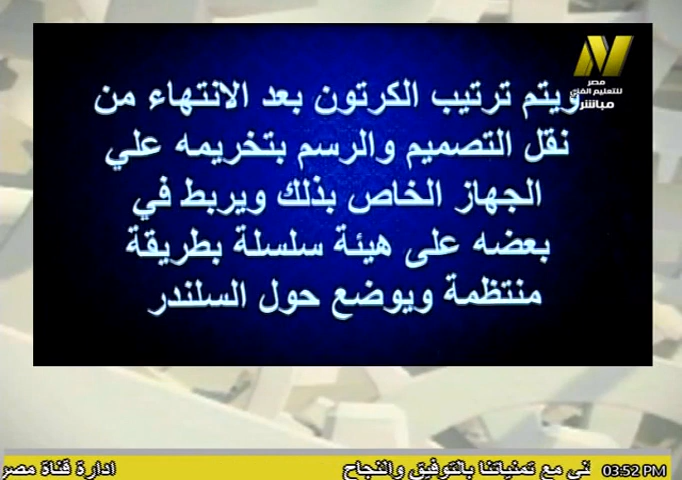 مصر
للتعليم الفني
مباشر
ويتم ترتيب الكرتون بعد الانتهاء من
نقل التصميم والرسم بتخريمه علي
الجهاز الخاص بذلك ويربط في
بعضه على هيئة سلسلة بطريقة
منتظمة ويوضع حول السلندر
ني مع تمنياتنا بالتوفيق والنجاح
ادارة قناة مصر
03:52 PM